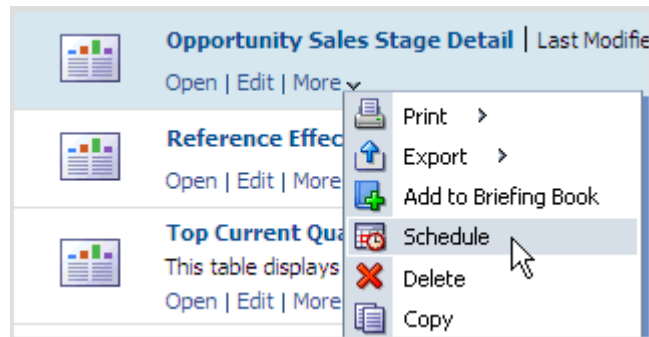 Opportunity Sales Stage Detail | Last Modifie
Open | Edit | More
Print
Reference Effec
Export
Open | Edit | More
Add to Briefing Book
Top Current Qua
Schedule
This table displays
Delete
Open | Edit | More
Copy